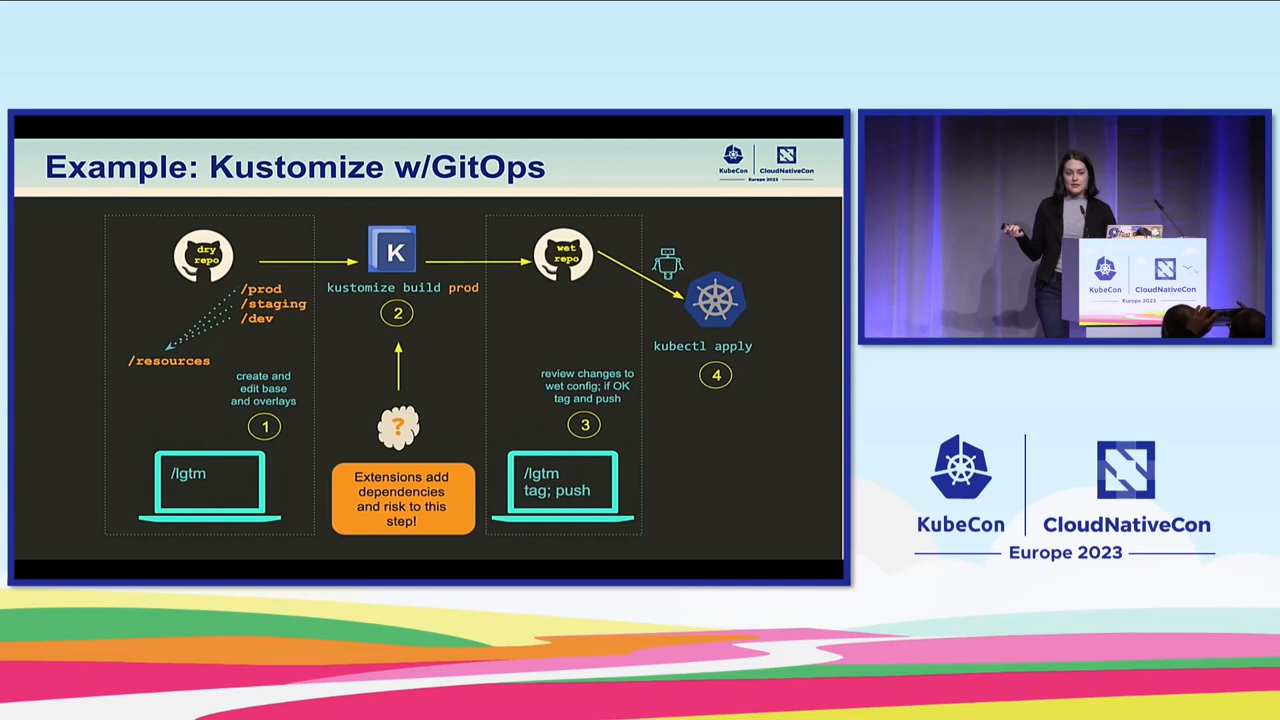 Example: Kustomize w/GitOps
KubeCon
CloudNativeCon
Europe 2023
dry
repo
/prod
/staging
/dev
/resources
create and
edit base
and overlays
1
/lgtm
K
kustomize build prod
2
?
Extensions add
dependencies
and risk to this
step!
wet
repo
review changes to
wet config; if OK
tag and push
3
/lgtm
tag; push
kubectl apply
4
KubeCon
CloudNativeCon
Europe 2023
KubeCon
CloudNativeCon
Europe 2023